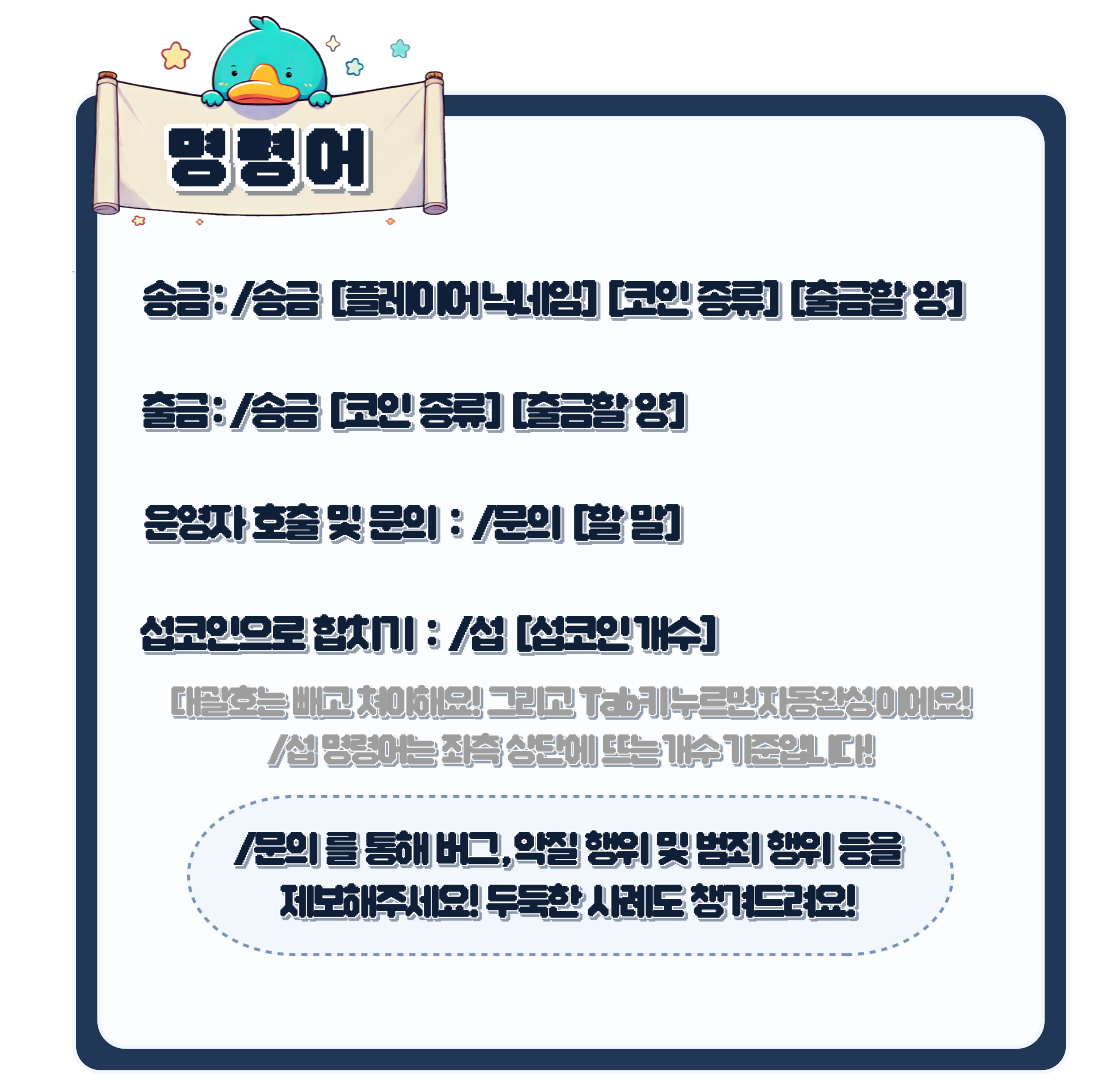 명령어
송금 : /송금 [플레이어 닉네임] [코인 종류] [출금할 양]
출금 : /송금 [코인 종류] [출금할 양]
운영자 호출 및 문의 : /문의 [할 말]
섭코인으로 합치기 : /섭 [섭코인 개수]
대괄호는 빼고 쳐야해요! 그리고 Tab키 누르면 자동완성이에요!
/섭 명령어는 좌측 상단에 뜨는 개수 기준입니다!
/문의 를 통해 버그, 악질 행위 및 범죄 행위 등을
제보해주세요! 두둑한 사례도 챙겨드려요!